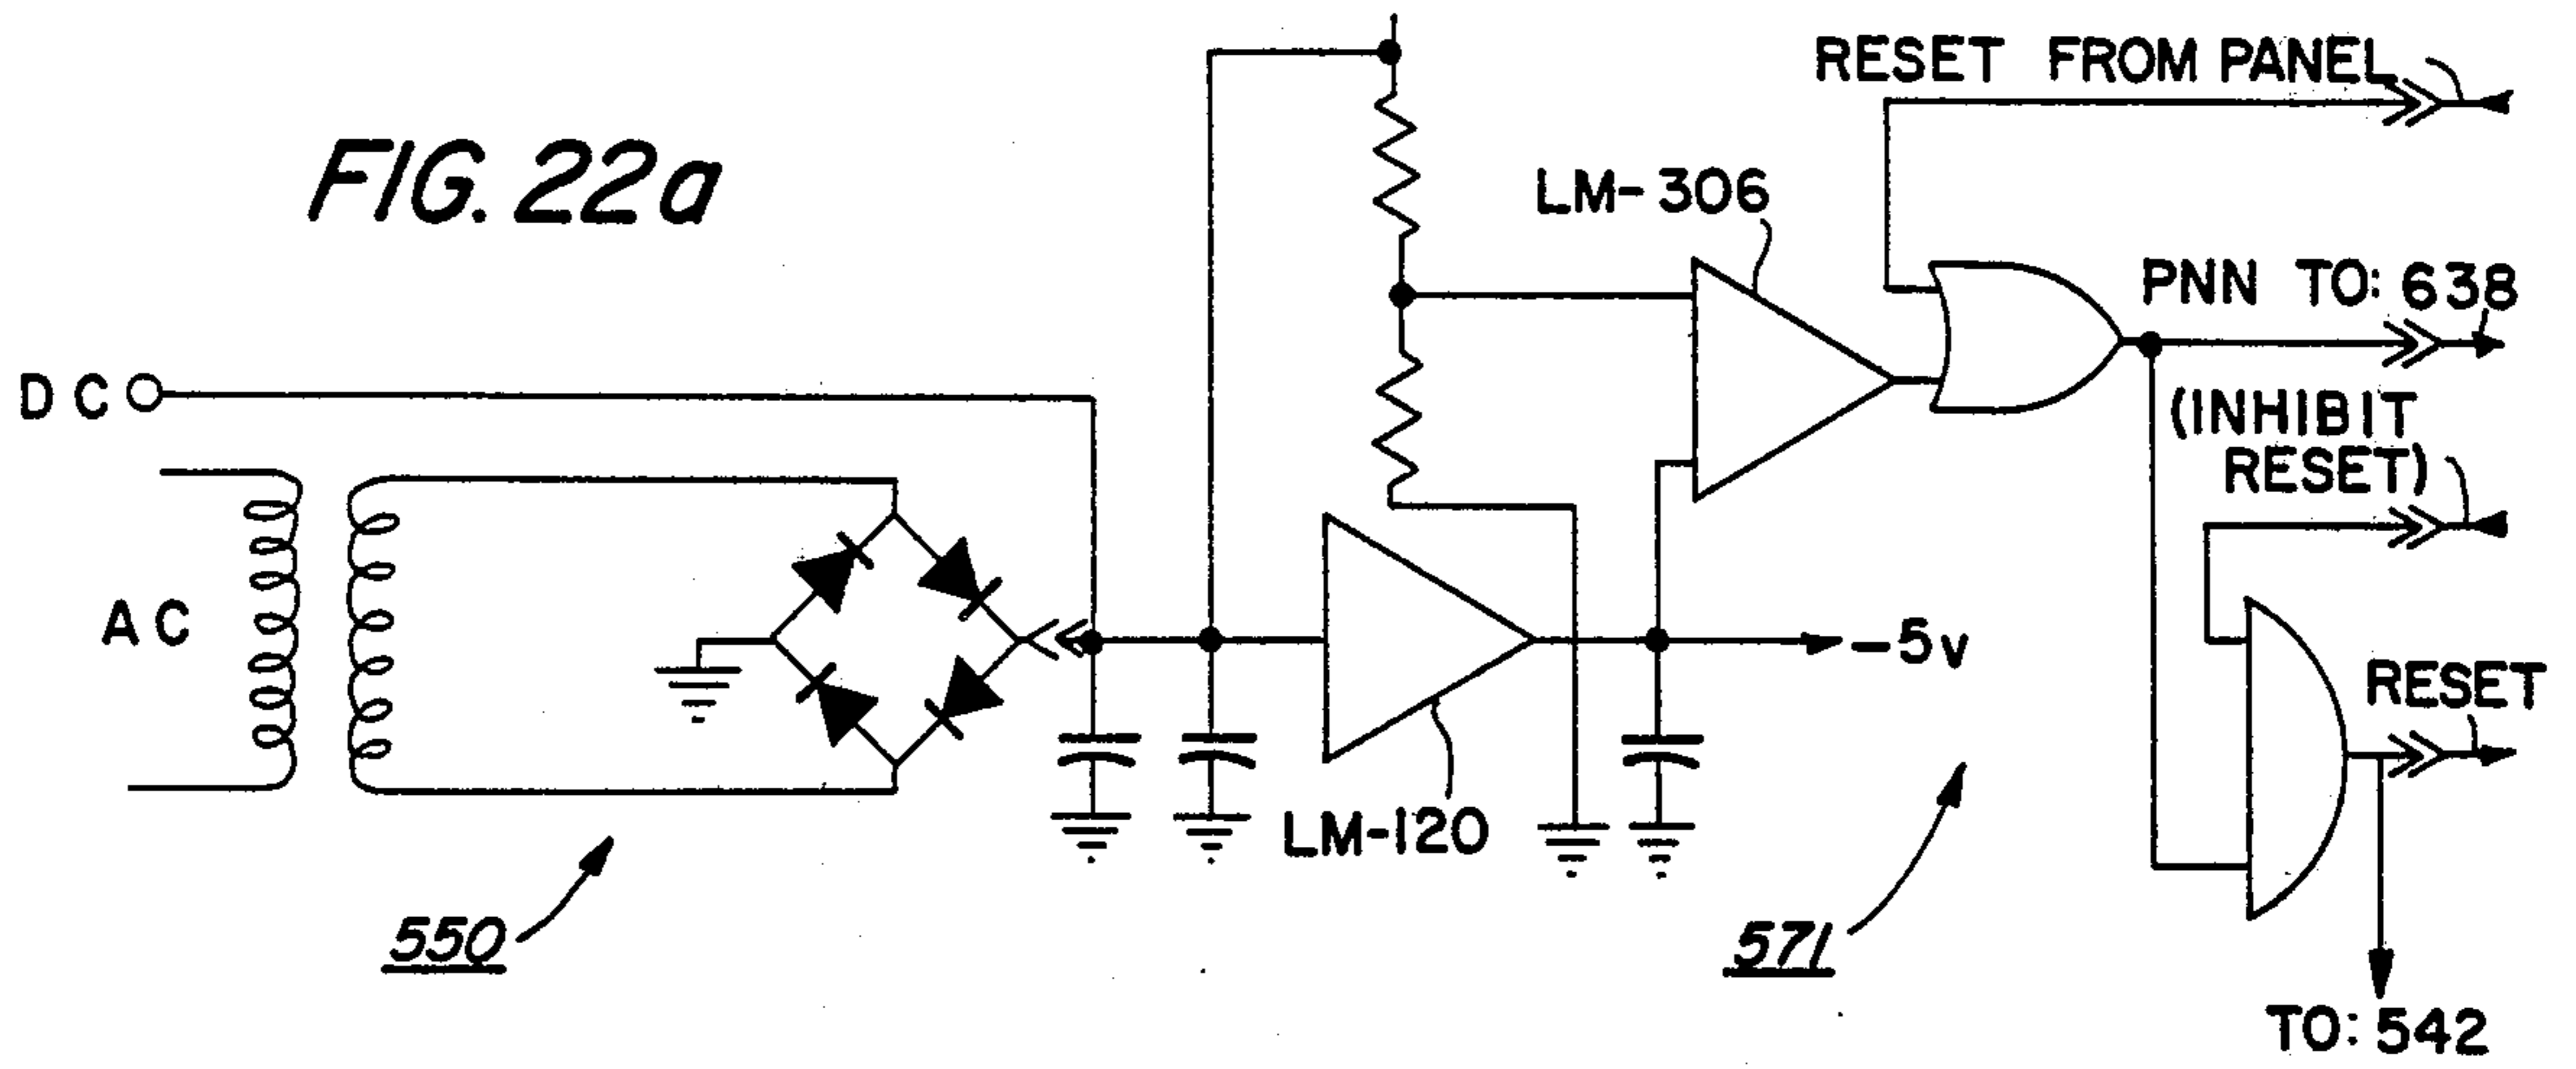 RESET FROM PANEL
FIG. 22a
LM-306
PNN TO: 638
DC
(INHIBIT
RESET)
AC
-5v
RESET
LM-120
550
571
TO: 542